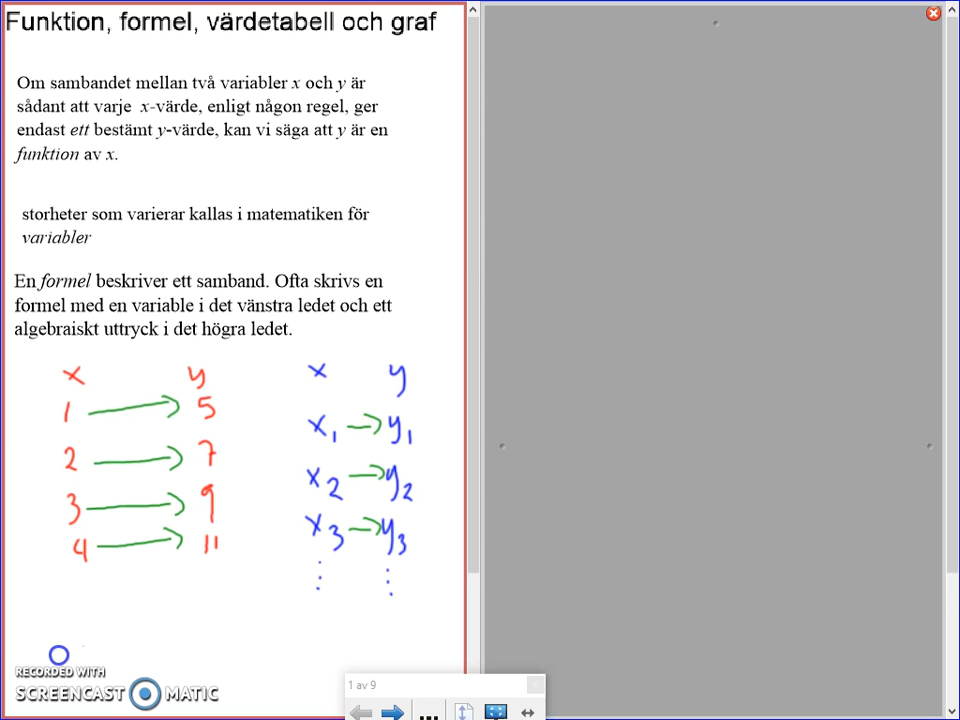 Funktion, formel, värdetabell och graf
Om sambandet mellan två variabler x och y är
sådant att varje x-värde, enligt någon regel, ger
endast ett bestämt y-värde, kan vi säga att y är en
funktion av x.
storheter som varierar kallas i matematiken för
variabler
En formel beskriver ett samband. Ofta skrivs en
formel med en variable i det vänstra ledet och ett
algebraiskt uttryck i det högra ledet.
x y
1 → 5
2 → 7
3 → 9
4 → 11
x y
x₁ → y₁
x₂ → y₂
x₃ → y₃
⋮ ⋮
RECORDED WITH
SCREENCAST MATIC
1 av 9